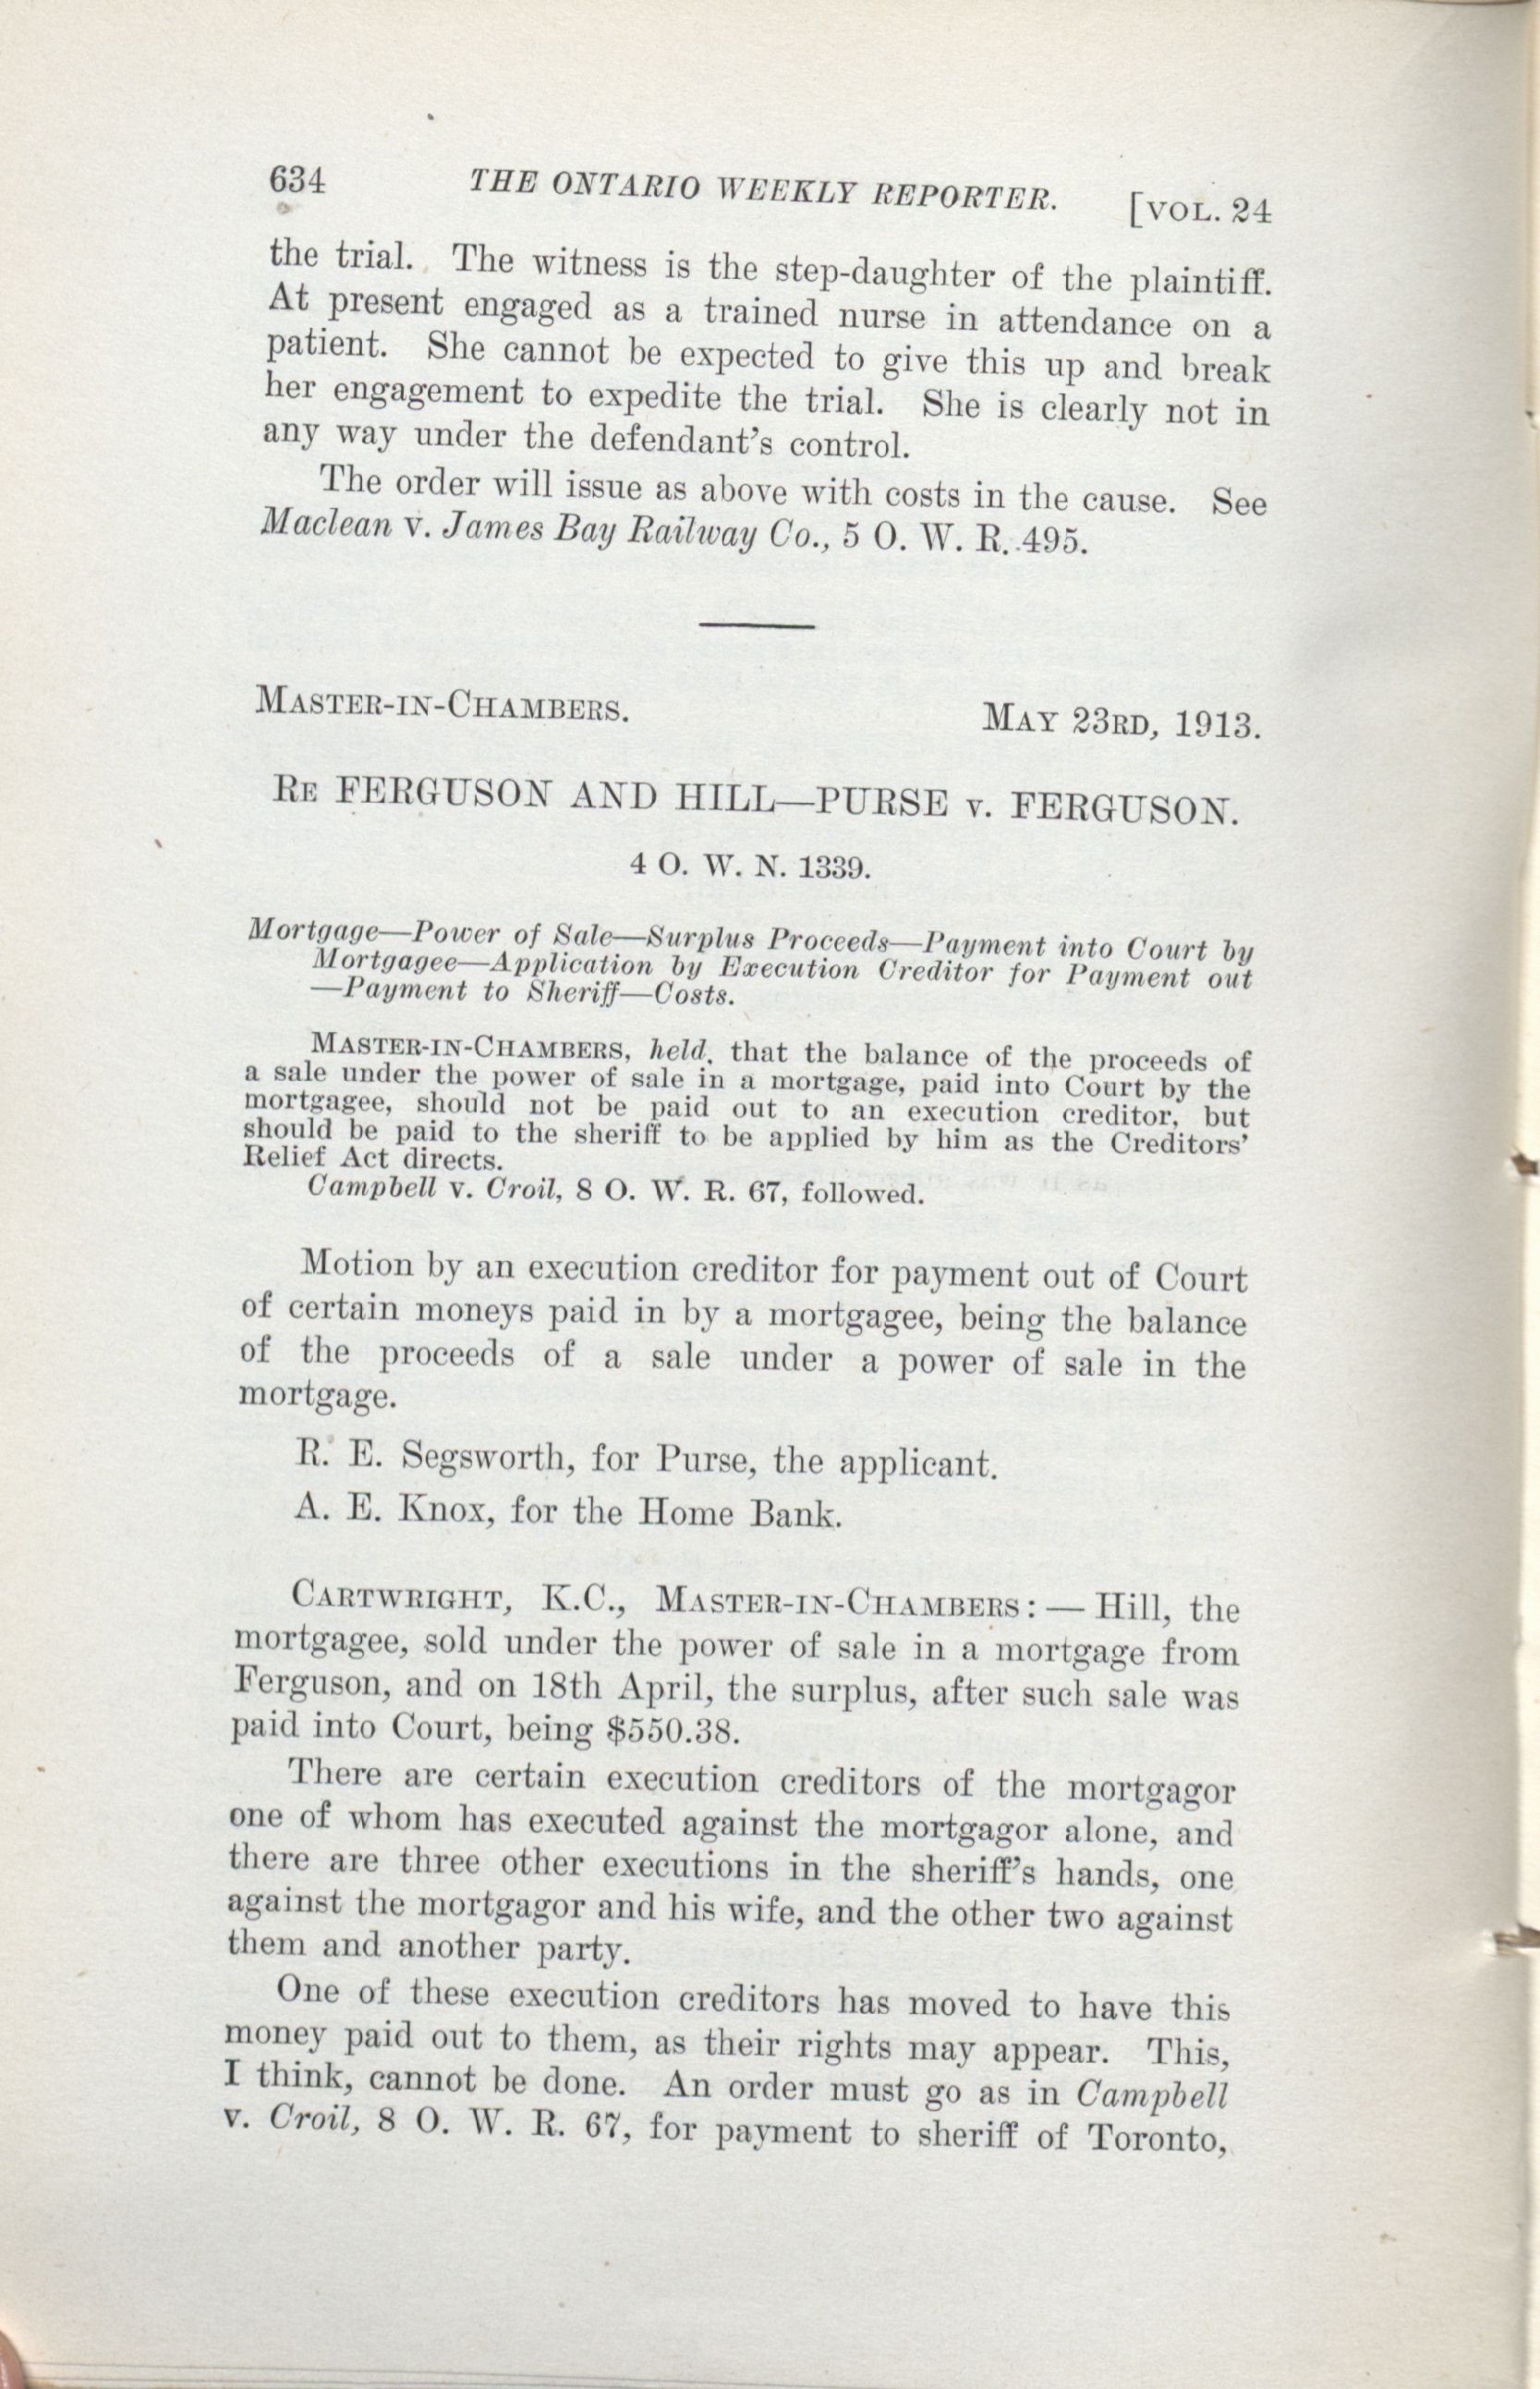 634 THE ONTARIO WEEKLY REPORTER. [VOL. 24
the trial. The witness is the step-daughter of the plaintiff.
At present engaged as a trained nurse in attendance on a
patient. She cannot be expected to give this up and break
her engagement to expedite the trial. She is clearly not in
any way under the defendant's control.
The order will issue as above with costs in the cause. See
Maclean v. James Bay Railway Co., 5 O. W. R. 495.
MASTER-IN-CHAMBERS. MAY 23RD, 1913.
RE FERGUSON AND HILL—PURSE v. FERGUSON.
4 O. W. N. 1339.
Mortgage—Power of Sale—Surplus Proceeds—Payment into Court by
Mortgagee—Application by Execution Creditor for Payment out
—Payment to Sheriff—Costs.
MASTER-IN-CHAMBERS, held, that the balance of the proceeds of
a sale under the power of sale in a mortgage, paid into Court by the
mortgagee, should not be paid out to an execution creditor, but
should be paid to the sheriff to be applied by him as the Creditors'
Relief Act directs.
Campbell v. Croil, 8 O. W. R. 67, followed.
Motion by an execution creditor for payment out of Court
of certain moneys paid in by a mortgagee, being the balance
of the proceeds of a sale under a power of sale in the
mortgage.
R. E. Segsworth, for Purse, the applicant.
A. E. Knox, for the Home Bank.
CARTWRIGHT, K.C., MASTER-IN-CHAMBERS: — Hill, the
mortgagee, sold under the power of sale in a mortgage from
Ferguson, and on 18th April, the surplus, after such sale was
paid into Court, being $550.38.
There are certain execution creditors of the mortgagor
one of whom has executed against the mortgagor alone, and
there are three other executions in the sheriff's hands, one
against the mortgagor and his wife, and the other two against
them and another party.
One of these execution creditors has moved to have this
money paid out to them, as their rights may appear. This,
I think, cannot be done. An order must go as in Campbell
v. Croil, 8 O. W. R. 67, for payment to sheriff of Toronto,